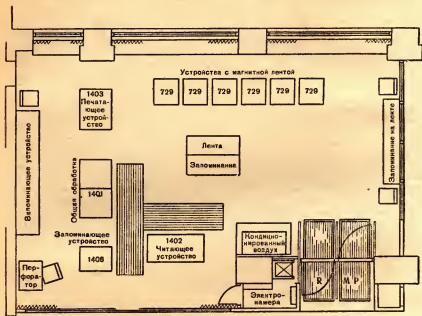 Устройства с магнитной лентой
729 729 729 729 729 729
1403
Печата-
ющее
устрой-
ство
Запоминающее устройство
Запоминание на ленте
Лента
Запоминание
Общая обработка
1401
Запоминающее
устройство
1406
1402
Читающее
устройство
Кондицио-
нированный
воздух
Пер-
фора-
тор
Электро-
камера
R
M P